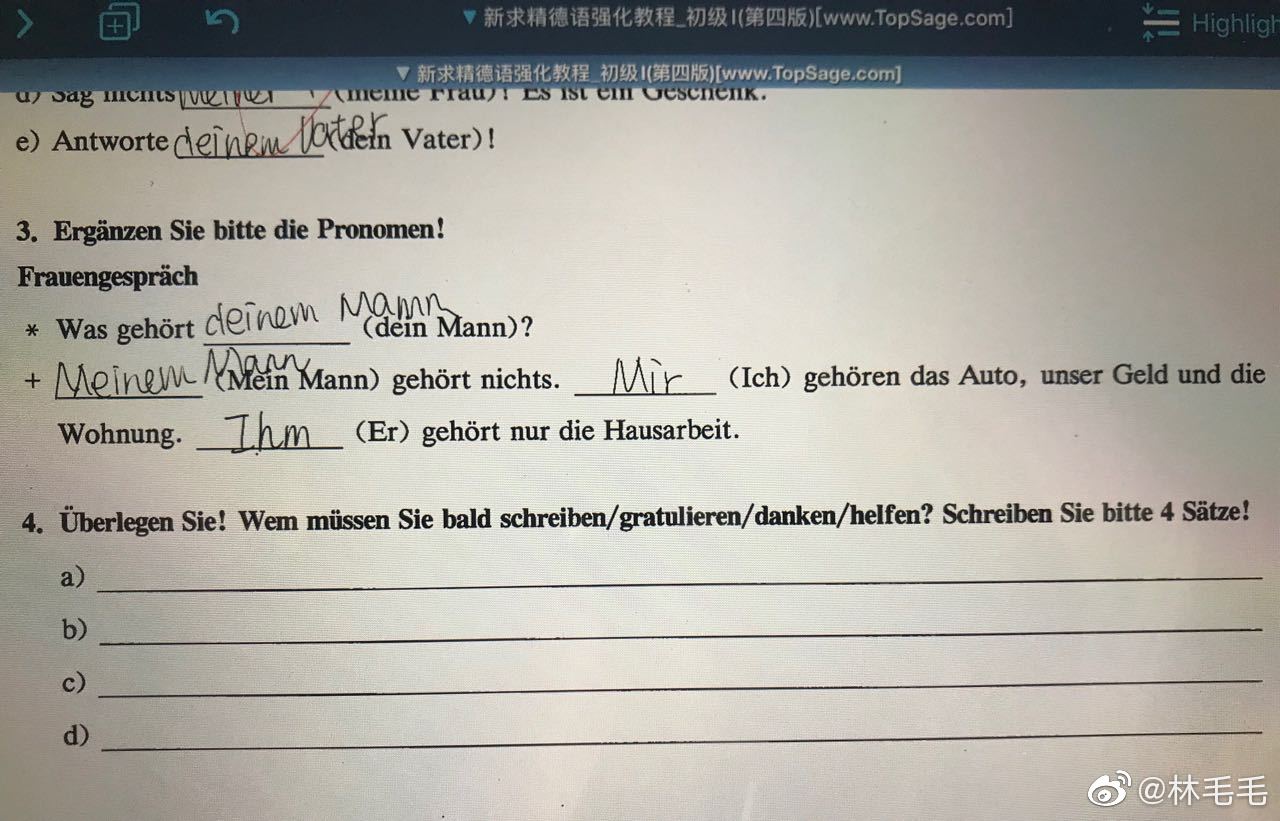 ▼ 新求精德语强化教程_初级Ⅰ(第四版)[www.TopSage.com]
Highligh
▼ 新求精德语强化教程_初级Ⅰ(第四版)[www.TopSage.com]
d) Sag nichts meiner (meine Frau)! Es ist ein Geschenk.
e) Antworte deinem Vater (dein Vater)!
3. Ergänzen Sie bitte die Pronomen!
Frauengespräch
* Was gehört deinem Mamn (dein Mann)?
+ Meinem Mann (Mein Mann) gehört nichts. Mir (Ich) gehören das Auto, unser Geld und die
Wohnung. Ihm (Er) gehört nur die Hausarbeit.
4. Überlegen Sie! Wem müssen Sie bald schreiben/gratulieren/danken/helfen? Schreiben Sie bitte 4 Sätze!
a)
b)
c)
d)
@林毛毛